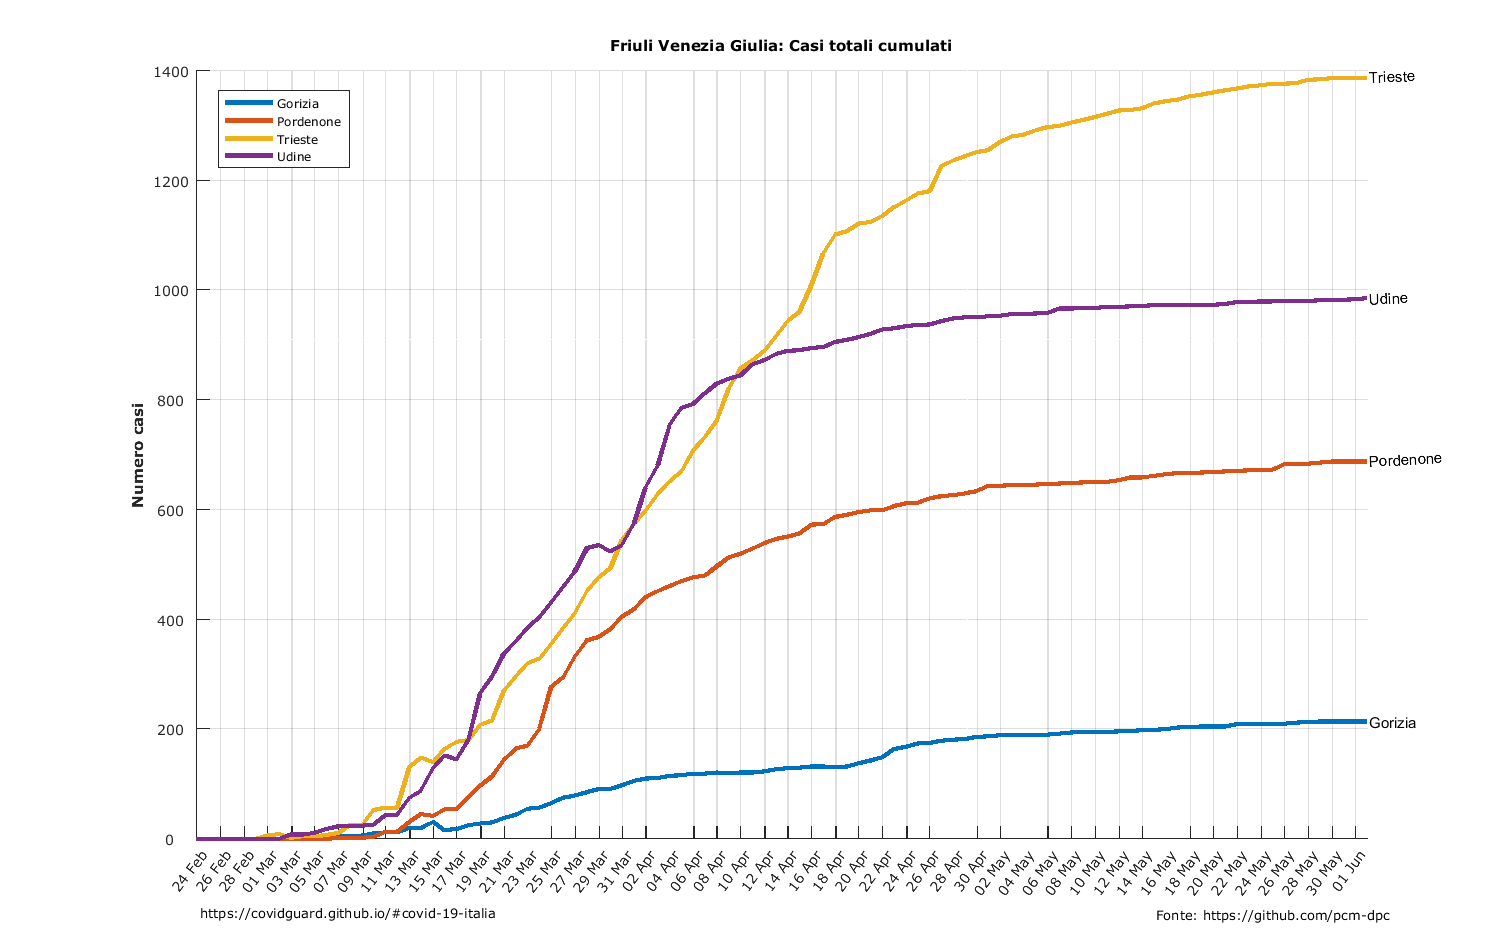 Friuli Venezia Giulia: Casi totali cumulati
1400
1200
1000
800
600
400
200
0
Numero casi
Gorizia
Pordenone
Trieste
Udine
Trieste
Udine
Pordenone
Gorizia
24 Feb
26 Feb
28 Feb
01 Mar
03 Mar
05 Mar
07 Mar
09 Mar
11 Mar
13 Mar
15 Mar
17 Mar
19 Mar
21 Mar
23 Mar
25 Mar
27 Mar
29 Mar
31 Mar
02 Apr
04 Apr
06 Apr
08 Apr
10 Apr
12 Apr
14 Apr
16 Apr
18 Apr
20 Apr
22 Apr
24 Apr
26 Apr
28 Apr
30 Apr
02 May
04 May
06 May
08 May
10 May
12 May
14 May
16 May
18 May
20 May
22 May
24 May
26 May
28 May
30 May
01 Jun
https://covidguard.github.io/#covid-19-italia
Fonte: https://github.com/pcm-dpc